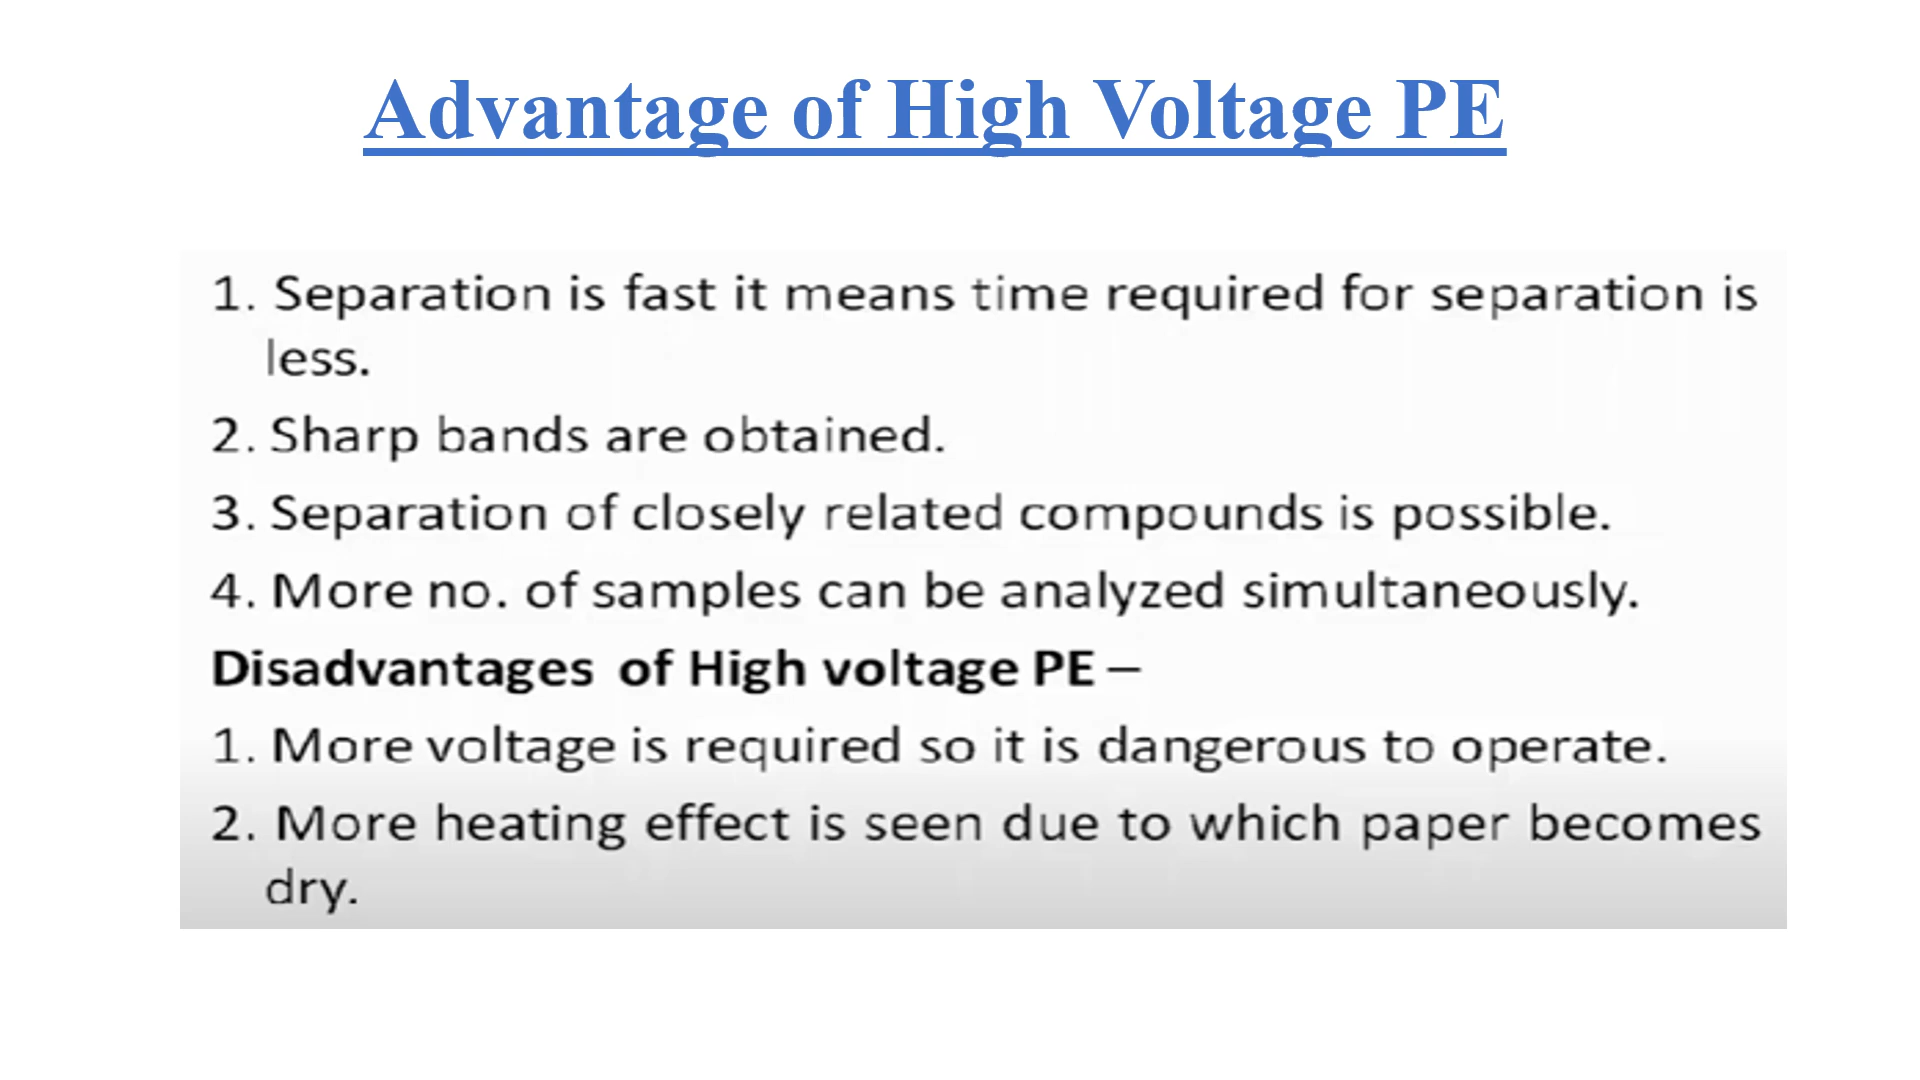 Advantage of High Voltage PE
1. Separation is fast it means time required for separation is
less.
2. Sharp bands are obtained.
3. Separation of closely related compounds is possible.
4. More no. of samples can be analyzed simultaneously.
Disadvantages of High voltage PE –
1. More voltage is required so it is dangerous to operate.
2. More heating effect is seen due to which paper becomes
dry.